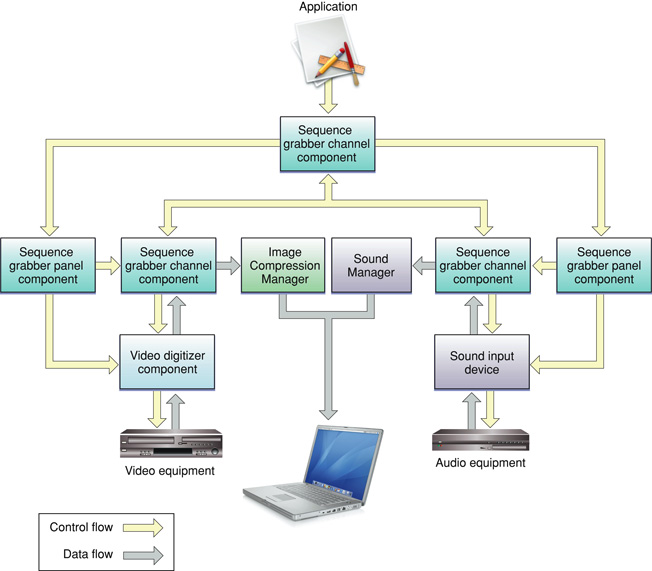 Application
Sequence
grabber channel
component
Sequence
grabber panel
component
Sequence
grabber channel
component
Image
Compression
Manager
Sound
Manager
Sequence
grabber channel
component
Sequence
grabber panel
component
Video digitizer
component
Sound input
device
Video equipment
Audio equipment
Control flow
Data flow